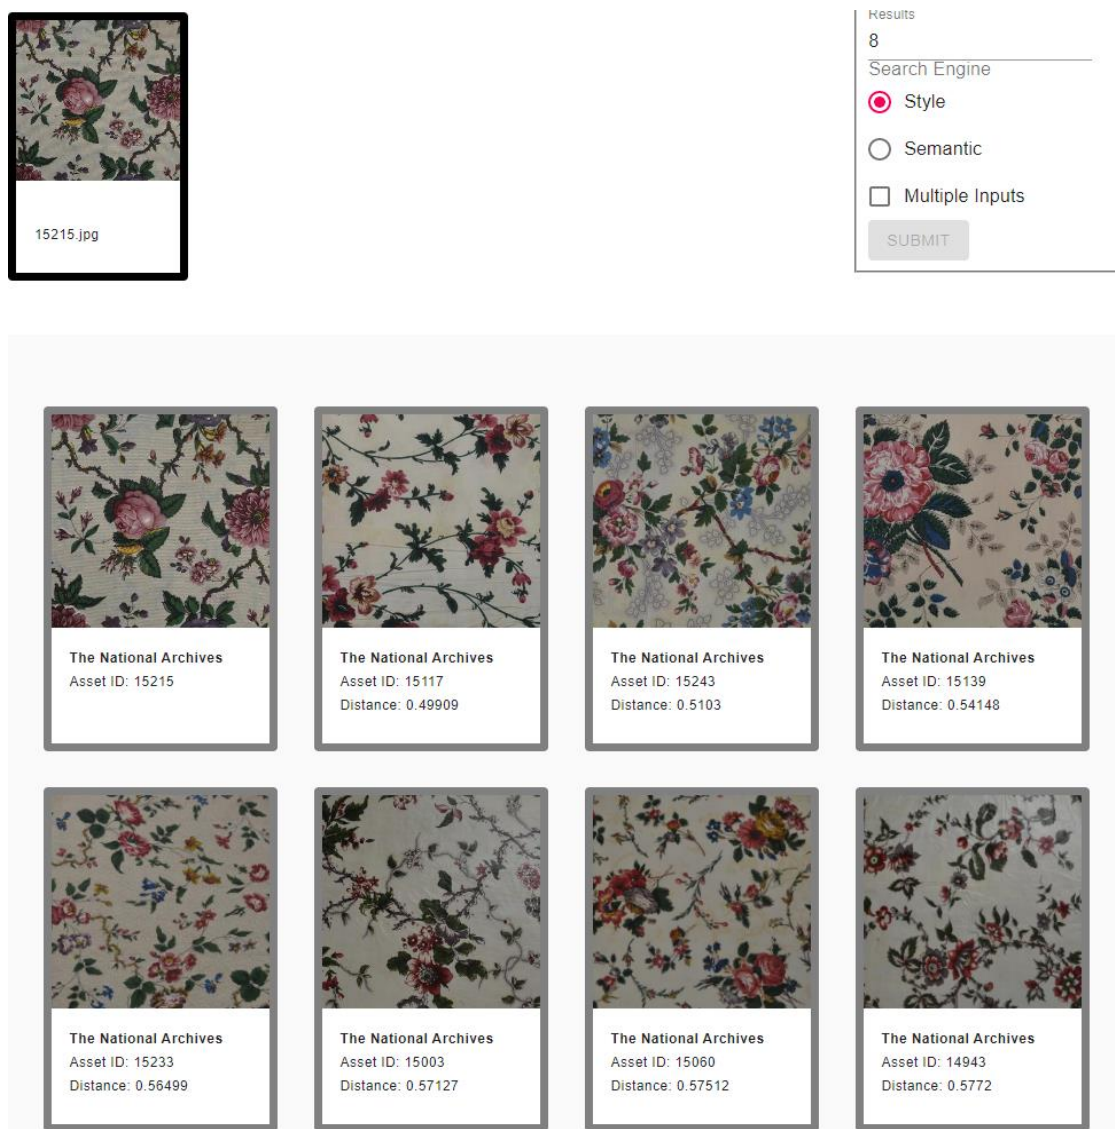 15215.jpg
Results
8
Search Engine
Style
Semantic
Multiple Inputs
SUBMIT
The National Archives
Asset ID: 15215
The National Archives
Asset ID: 15117
Distance: 0.49909
The National Archives
Asset ID: 15243
Distance: 0.5103
The National Archives
Asset ID: 15139
Distance: 0.54148
The National Archives
Asset ID: 15233
Distance: 0.56499
The National Archives
Asset ID: 15003
Distance: 0.57127
The National Archives
Asset ID: 15060
Distance: 0.57512
The National Archives
Asset ID: 14943
Distance: 0.5772